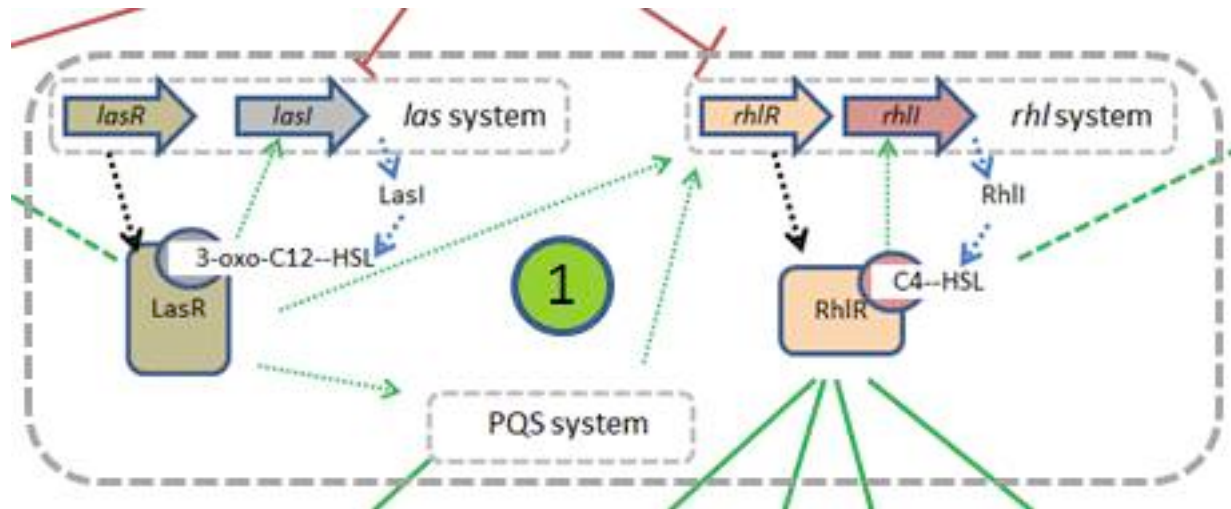 lasR
lasI
las system
rhlR
rhlI
rhl system
LasI
RhlI
3-oxo-C12--HSL
LasR
1
C4--HSL
RhlR
PQS system